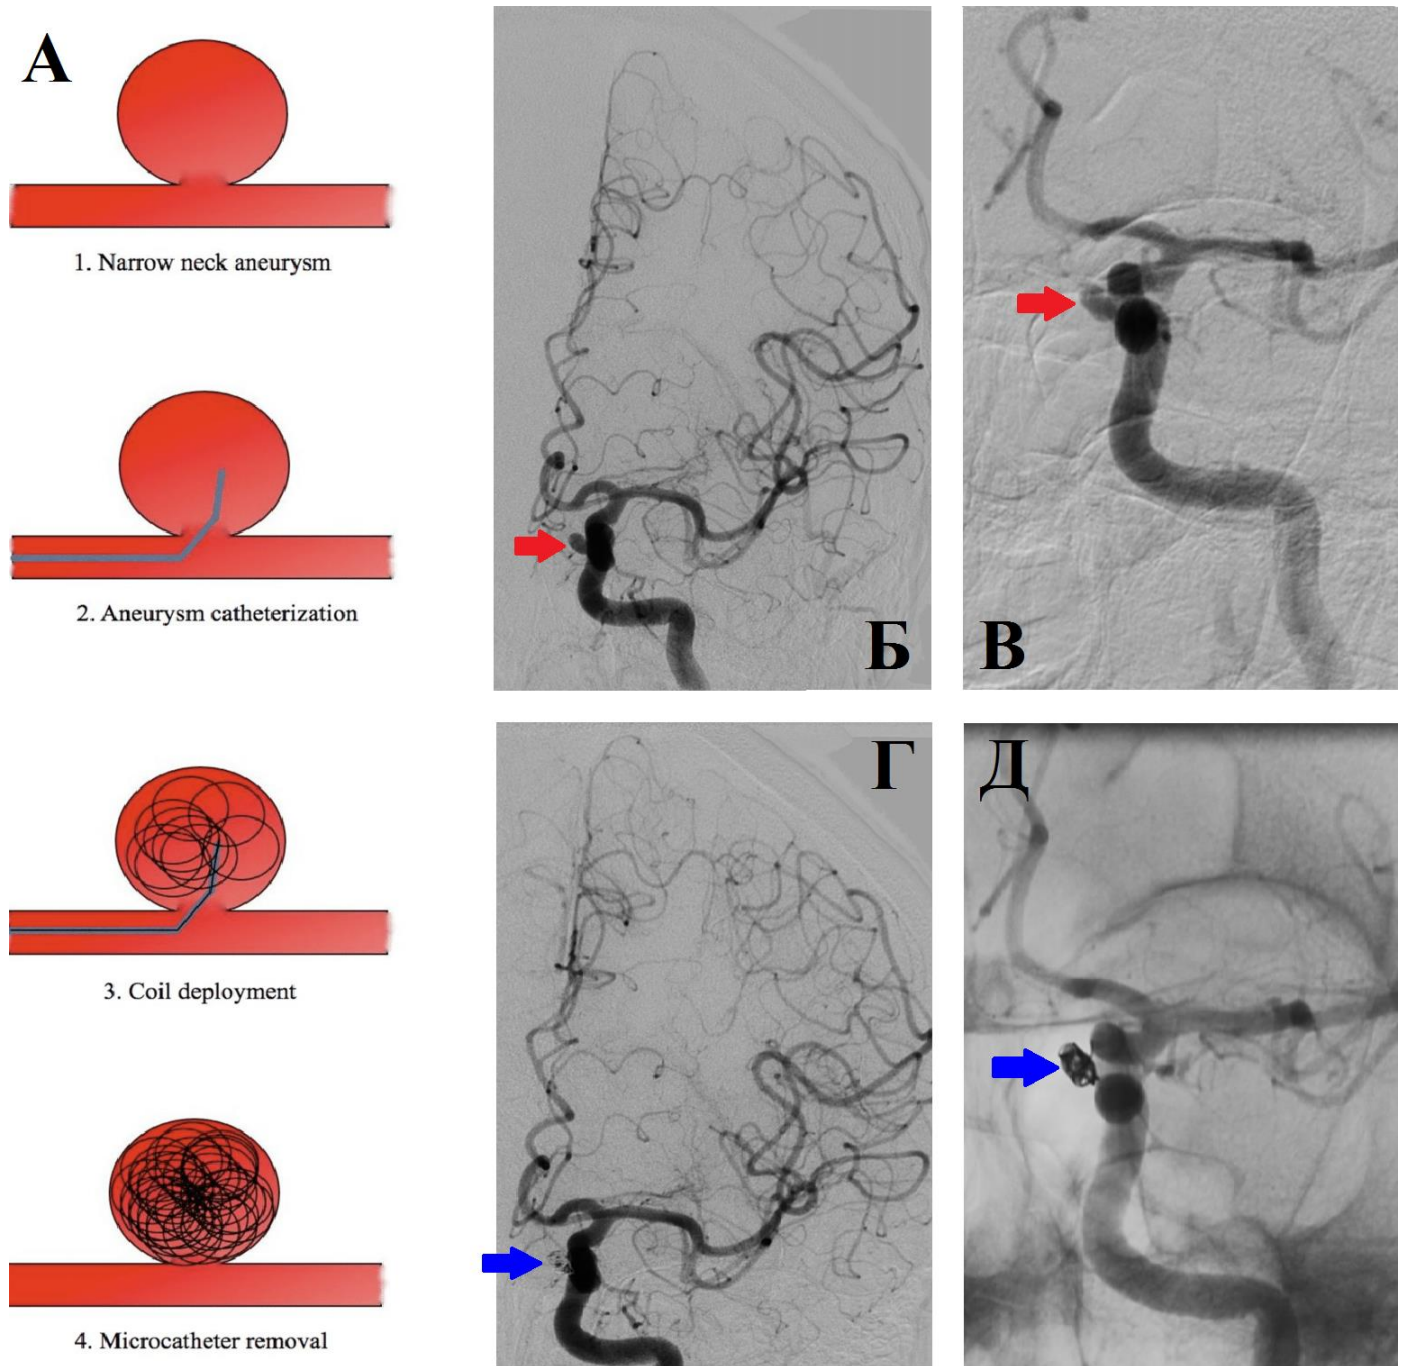 А
1. Narrow neck aneurysm
2. Aneurysm catheterization
3. Coil deployment
4. Microcatheter removal
Б
В
Г
Д